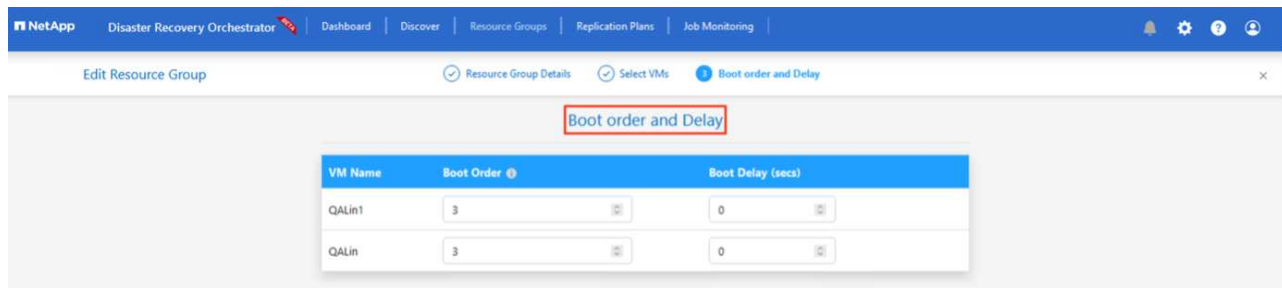 NetApp Disaster Recovery Orchestrator BETA Dashboard Discover Resource Groups Replication Plans Job Monitoring
Edit Resource Group Resource Group Details Select VMs 3 Boot order and Delay
Boot order and Delay
VM Name Boot Order Boot Delay (secs)
QALin1 3 0
QALin 3 0